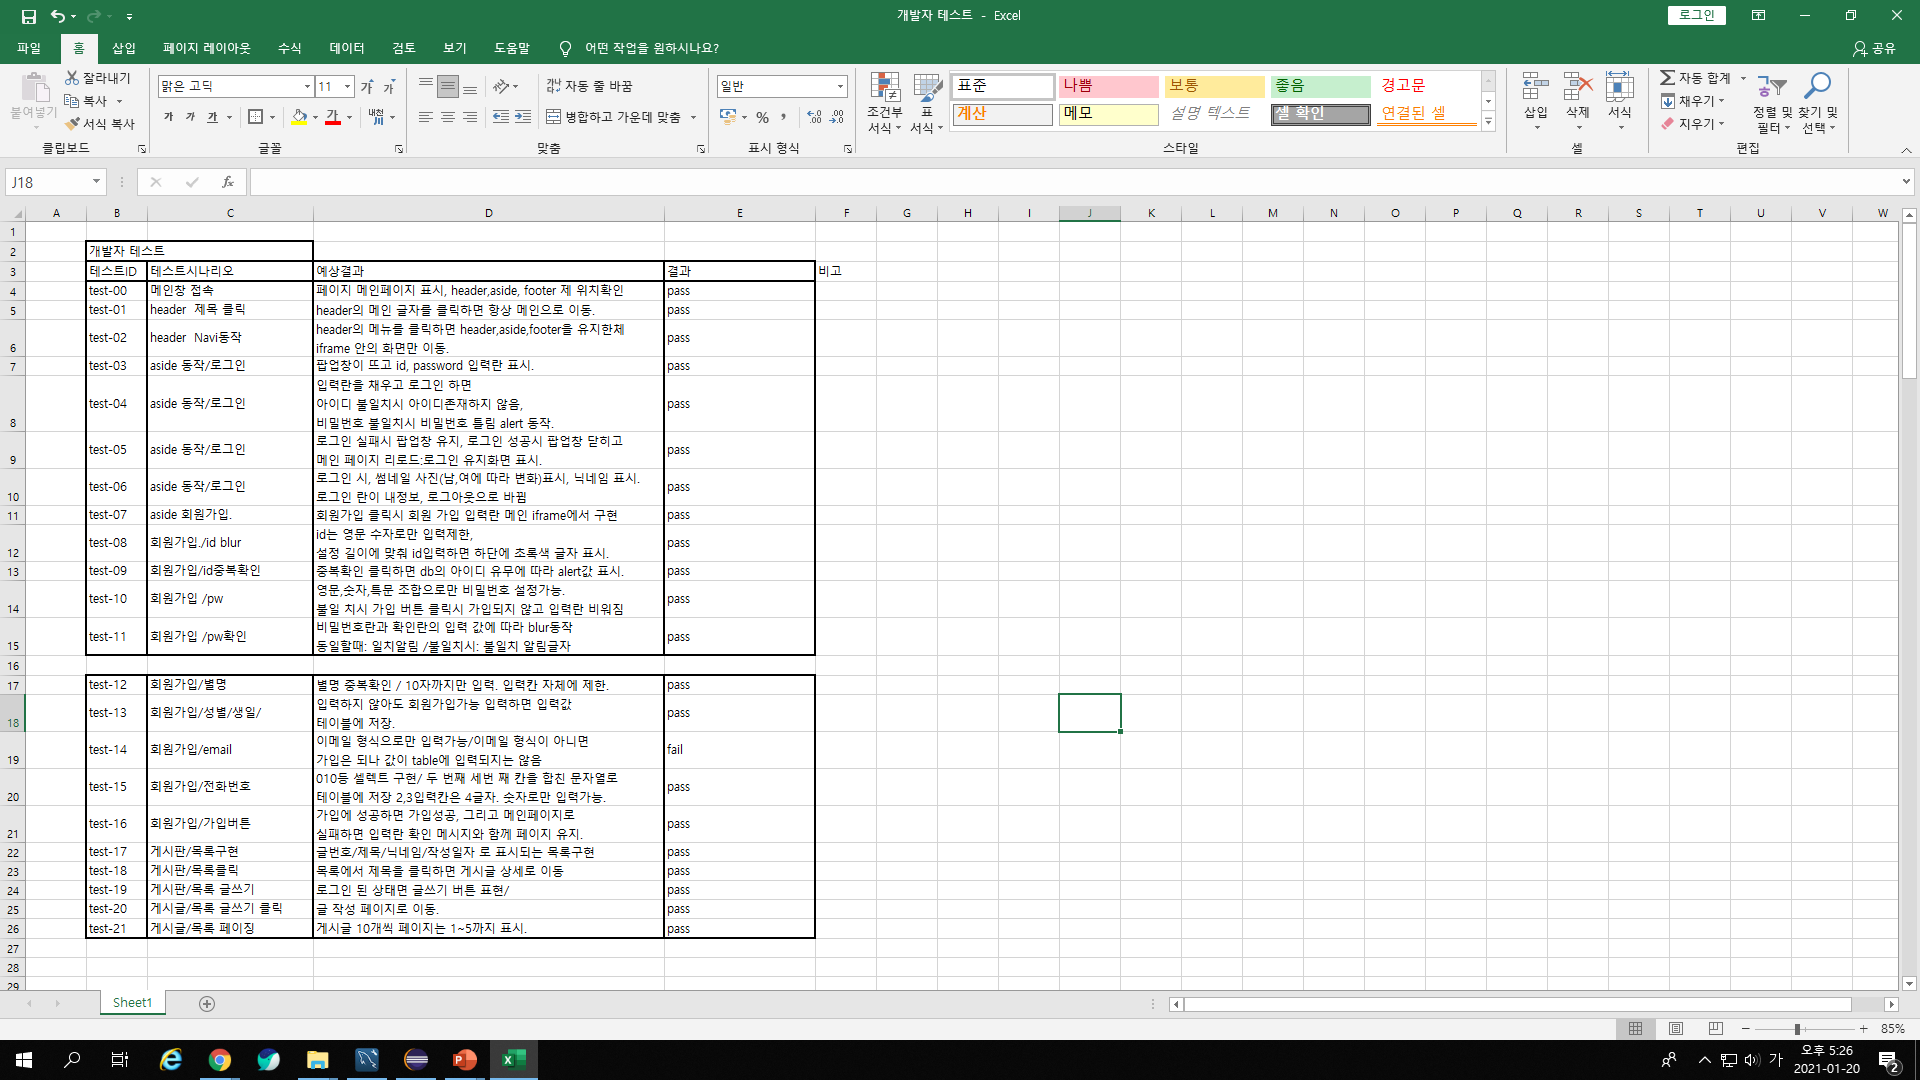 개발자 테스트 - Excel
로그인
파일 홈 삽입 페이지 레이아웃 수식 데이터 검토 보기 도움말 어떤 작업을 원하시나요? 공유
붙여넣기
잘라내기
복사
서식 복사
클립보드
맑은 고딕 11
가 가
가 가 가
내천
글꼴
자동 줄 바꿈
병합하고 가운데 맞춤
맞춤
일반
%
표시 형식
조건부 서식
표 서식
표준 나쁨 보통 좋음 경고문
계산 메모 설명 텍스트 셀 확인 연결된 셀
스타일
삽입 삭제 서식
셀
자동 합계
채우기
지우기
정렬 및 필터
찾기 및 선택
편집
J18
fx
A B C D E F G H I J K L M N O P Q R S T U V W
1
2 개발자 테스트
3 테스트ID 테스트시나리오 예상결과 결과 비고
4 test-00 메인창 접속 페이지 메인페이지 표시, header,aside, footer 제 위치확인 pass
5 test-01 header 제목 클릭 header의 메인 글자를 클릭하면 항상 메인으로 이동. pass
6 test-02 header Navi동작 header의 메뉴를 클릭하면 header,aside,footer을 유지한체
iframe 안의 화면만 이동. pass
7 test-03 aside 동작/로그인 팝업창이 뜨고 id, password 입력란 표시. pass
8 test-04 aside 동작/로그인 입력란을 채우고 로그인 하면
아이디 불일치시 아이디존재하지 않음,
비밀번호 불일치시 비밀번호 틀림 alert 동작. pass
9 test-05 aside 동작/로그인 로그인 실패시 팝업창 유지, 로그인 성공시 팝업창 닫히고
메인 페이지 리로드:로그인 유지화면 표시. pass
10 test-06 aside 동작/로그인 로그인 시, 썸네일 사진(남,여에 따라 변화)표시, 닉네임 표시.
로그인 란이 내정보, 로그아웃으로 바뀜 pass
11 test-07 aside 회원가입. 회원가입 클릭시 회원 가입 입력란 메인 iframe에서 구현 pass
12 test-08 회원가입./id blur id는 영문 수자로만 입력제한,
설정 길이에 맞춰 id입력하면 하단에 초록색 글자 표시. pass
13 test-09 회원가입/id중복확인 중복확인 클릭하면 db의 아이디 유무에 따라 alert값 표시. pass
14 test-10 회원가입 /pw 영문,숫자,특문 조합으로만 비밀번호 설정가능.
불일 치시 가입 버튼 클릭시 가입되지 않고 입력란 비워짐 pass
15 test-11 회원가입 /pw확인 비밀번호란과 확인란의 입력 값에 따라 blur동작
동일할때: 일치알림 /불일치시: 불일치 알림글자 pass
16
17 test-12 회원가입/별명 별명 중복확인 / 10자까지만 입력. 입력칸 자체에 제한. pass
18 test-13 회원가입/성별/생일/ 입력하지 않아도 회원가입가능 입력하면 입력값
테이블에 저장. pass
19 test-14 회원가입/email 이메일 형식으로만 입력가능/이메일 형식이 아니면
가입은 되나 값이 table에 입력되지는 않음 fail
20 test-15 회원가입/전화번호 010등 셀렉트 구현/ 두 번째 세번 째 칸을 합친 문자열로
테이블에 저장 2,3입력칸은 4글자. 숫자로만 입력가능. pass
21 test-16 회원가입/가입버튼 가입에 성공하면 가입성공, 그리고 메인페이지로
실패하면 입력란 확인 메시지와 함께 페이지 유지. pass
22 test-17 게시판/목록구현 글번호/제목/닉네임/작성일자 로 표시되는 목록구현 pass
23 test-18 게시판/목록클릭 목록에서 제목을 클릭하면 게시글 상세로 이동 pass
24 test-19 게시판/목록 글쓰기 로그인 된 상태면 글쓰기 버튼 표현/ pass
25 test-20 게시글/목록 글쓰기 클릭 글 작성 페이지로 이동. pass
26 test-21 게시글/목록 페이징 게시글 10개씩 페이지는 1~5까지 표시. pass
27
28
29
Sheet1
85%
가
오후 5:26
2021-01-20
2